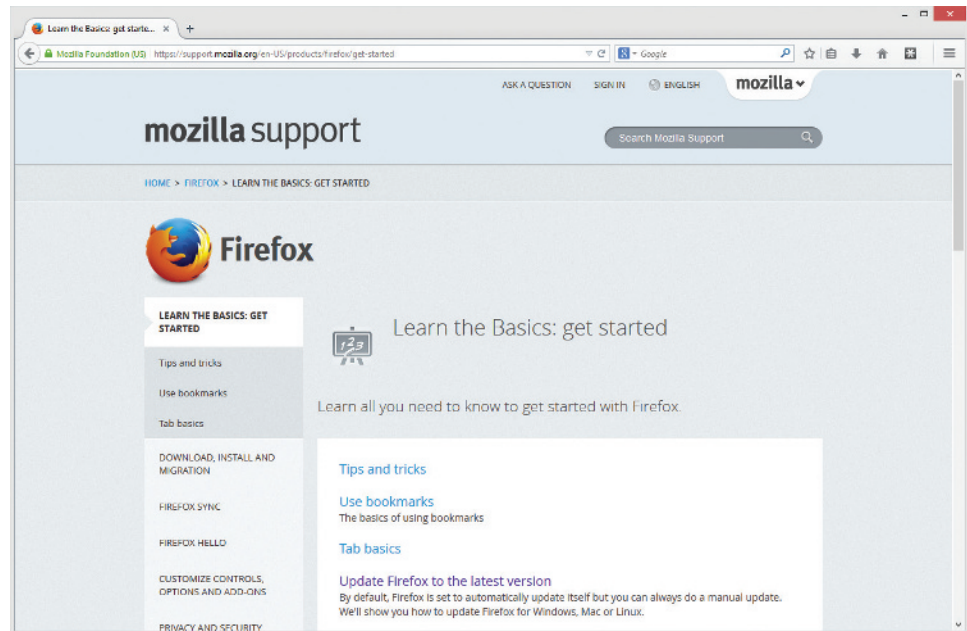 Learn the Basics: get starte...
Mozilla Foundation (US) https://support.mozilla.org/en-US/products/firefox/get-started
Google
ASK A QUESTION SIGN IN ENGLISH mozilla
mozilla support
Search Mozilla Support
HOME > FIREFOX > LEARN THE BASICS: GET STARTED
Firefox
LEARN THE BASICS: GET
STARTED
Tips and tricks
Use bookmarks
Tab basics
DOWNLOAD, INSTALL AND
MIGRATION
FIREFOX SYNC
FIREFOX HELLO
CUSTOMIZE CONTROLS,
OPTIONS AND ADD-ONS
PRIVACY AND SECURITY
123
Learn the Basics: get started
Learn all you need to know to get started with Firefox.
Tips and tricks
Use bookmarks
The basics of using bookmarks
Tab basics
Update Firefox to the latest version
By default, Firefox is set to automatically update itself but you can always do a manual update.
We'll show you how to update Firefox for Windows, Mac or Linux.